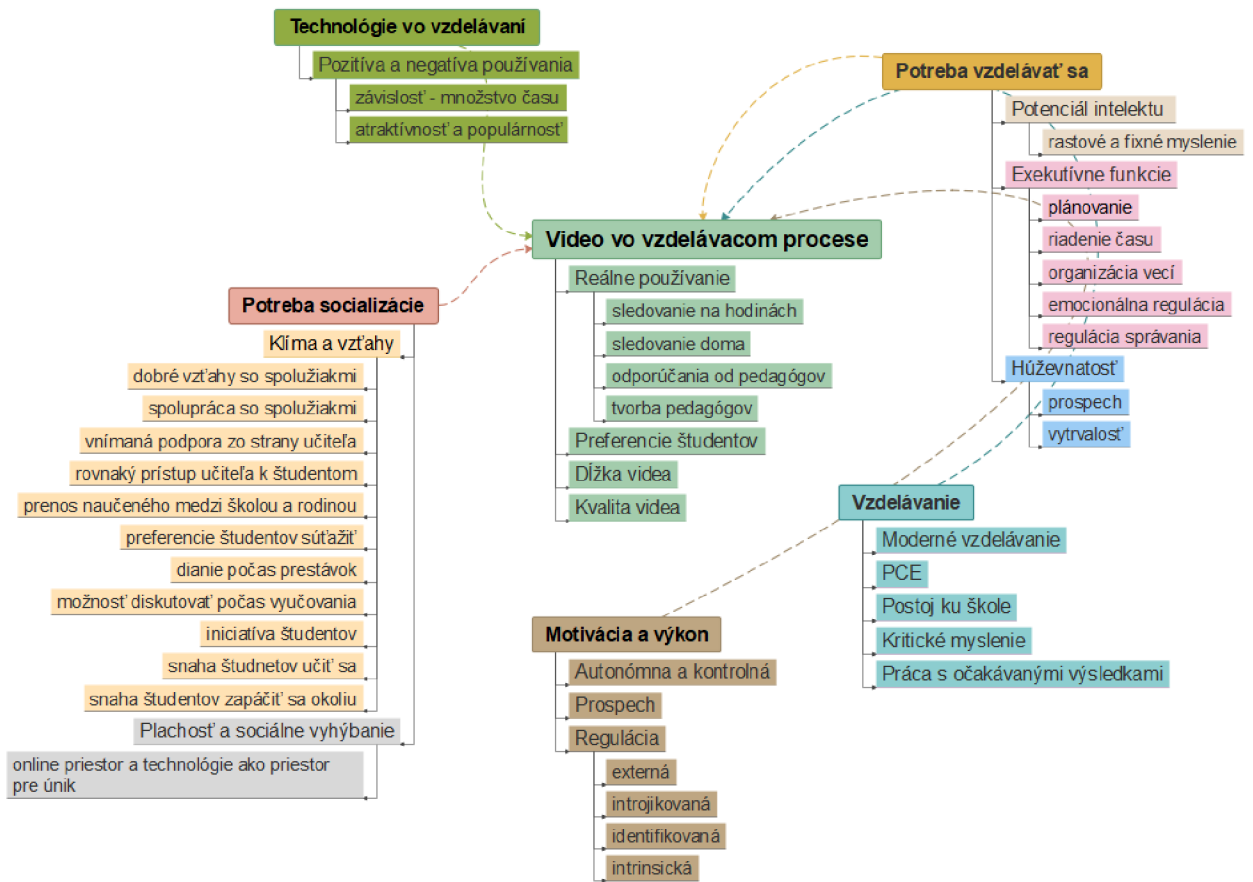 Technológie vo vzdelávaní
Pozitíva a negatíva používania
závislosť - množstvo času
atraktívnosť a populárnosť
Potreba vzdelávať sa
Potenciál intelektu
rastové a fixné myslenie
Exekutívne funkcie
plánovanie
riadenie času
organizácia vecí
emocionálna regulácia
regulácia správania
Húževnatosť
prospech
vytrvalosť
Video vo vzdelávacom procese
Reálne používanie
sledovanie na hodinách
sledovanie doma
odporúčania od pedagógov
tvorba pedagógov
Preferencie študentov
Dĺžka videa
Kvalita videa
Potreba socializácie
Klíma a vzťahy
dobré vzťahy so spolužiakmi
spolupráca so spolužiakmi
vnímaná podpora zo strany učiteľa
rovnaký prístup učiteľa k študentom
prenos naučeného medzi školou a rodinou
preferencie študentov súťažiť
dianie počas prestávok
možnosť diskutovať počas vyučovania
iniciatíva študentov
snaha študnetov učiť sa
snaha študentov zapáčiť sa okoliu
Plachosť a sociálne vyhýbanie
online priestor a technológie ako priestor
pre únik
Vzdelávanie
Moderné vzdelávanie
PCE
Postoj ku škole
Kritické myslenie
Práca s očakávanými výsledkami
Motivácia a výkon
Autonómna a kontrolná
Prospech
Regulácia
externá
introjikovaná
identifikovaná
intrinsická